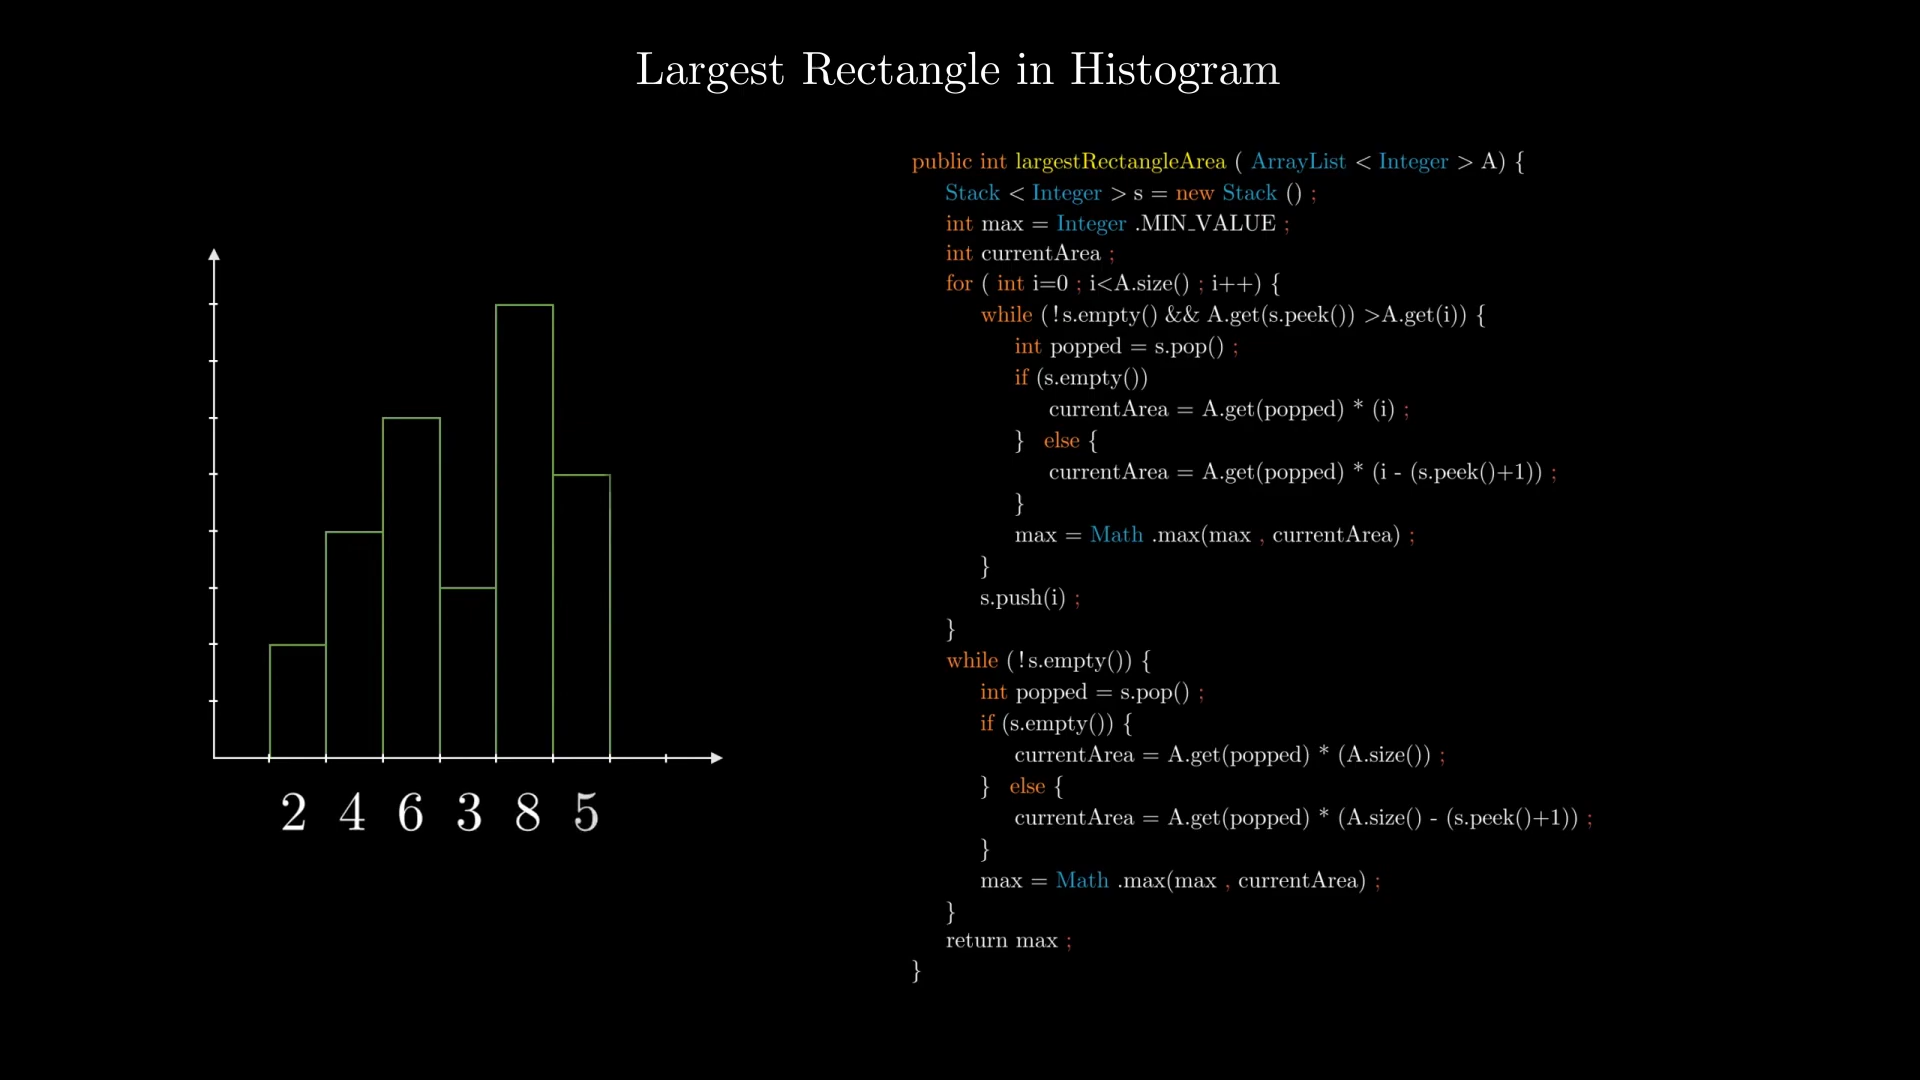 Largest Rectangle in Histogram
public int largestRectangleArea ( ArrayList < Integer > A) {
Stack < Integer > s = new Stack () ;
int max = Integer .MIN_VALUE ;
int currentArea ;
for ( int i=0 ; i<A.size() ; i++) {
while (!s.empty() && A.get(s.peek()) >A.get(i)) {
int popped = s.pop() ;
if (s.empty())
currentArea = A.get(popped) * (i) ;
} else {
currentArea = A.get(popped) * (i - (s.peek()+1)) ;
}
max = Math .max(max , currentArea) ;
}
s.push(i) ;
}
while (!s.empty()) {
int popped = s.pop() ;
if (s.empty()) {
currentArea = A.get(popped) * (A.size()) ;
} else {
currentArea = A.get(popped) * (A.size() - (s.peek()+1)) ;
}
max = Math .max(max , currentArea) ;
}
return max ;
}
2 4 6 3 8 5